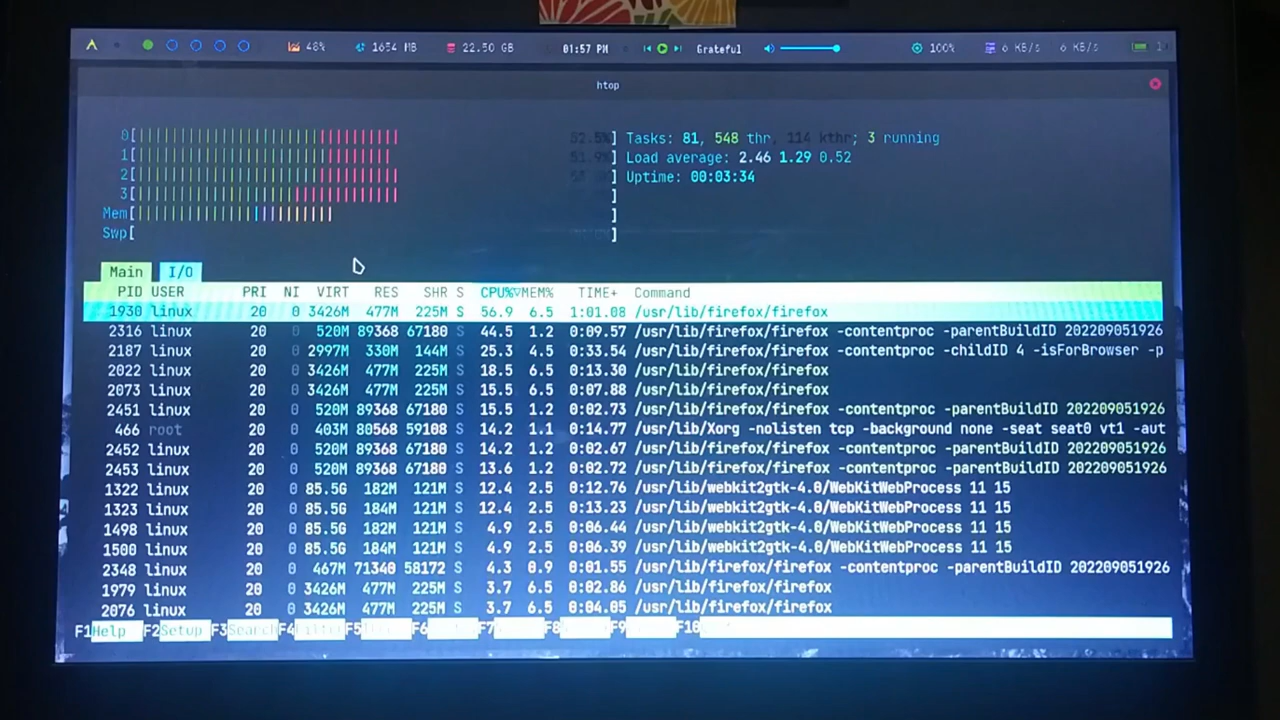 48% 1654 MB 22.50 GB 01:57 PM Grateful 100% 6 KB/s 6 KB/s
htop
0[ 52.5%] Tasks: 81, 548 thr, 114 kthr; 3 running
1[ 51.9%] Load average: 2.46 1.29 0.52
2[ ] Uptime: 00:03:34
3[ ]
Mem[ ]
Swp[ ]
Main I/O
PID USER PRI NI VIRT RES SHR S CPU%▽MEM% TIME+ Command
1930 linux 20 0 3426M 477M 225M S 56.9 6.5 1:01.08 /usr/lib/firefox/firefox
2316 linux 20 0 520M 89368 67180 S 44.5 1.2 0:09.57 /usr/lib/firefox/firefox -contentproc -parentBuildID 202209051926
2187 linux 20 0 2997M 330M 144M S 25.3 4.5 0:33.54 /usr/lib/firefox/firefox -contentproc -childID 4 -isForBrowser -p
2022 linux 20 0 3426M 477M 225M S 18.5 6.5 0:13.30 /usr/lib/firefox/firefox
2073 linux 20 0 3426M 477M 225M S 15.5 6.5 0:07.88 /usr/lib/firefox/firefox
2451 linux 20 0 520M 89368 67180 S 15.5 1.2 0:02.73 /usr/lib/firefox/firefox -contentproc -parentBuildID 202209051926
466 root 20 0 403M 80568 59108 S 14.2 1.1 0:14.77 /usr/lib/Xorg -nolisten tcp -background none -seat seat0 vt1 -aut
2452 linux 20 0 520M 89368 67180 S 14.2 1.2 0:02.67 /usr/lib/firefox/firefox -contentproc -parentBuildID 202209051926
2453 linux 20 0 520M 89368 67180 S 13.6 1.2 0:02.72 /usr/lib/firefox/firefox -contentproc -parentBuildID 202209051926
1322 linux 20 0 85.5G 182M 121M S 12.4 2.5 0:12.76 /usr/lib/webkit2gtk-4.0/WebKitWebProcess 11 15
1323 linux 20 0 85.5G 184M 121M S 12.4 2.5 0:13.23 /usr/lib/webkit2gtk-4.0/WebKitWebProcess 11 15
1498 linux 20 0 85.5G 182M 121M S 4.9 2.5 0:06.44 /usr/lib/webkit2gtk-4.0/WebKitWebProcess 11 15
1500 linux 20 0 85.5G 184M 121M S 4.9 2.5 0:06.39 /usr/lib/webkit2gtk-4.0/WebKitWebProcess 11 15
2348 linux 20 0 467M 71340 58172 S 4.3 0.9 0:01.55 /usr/lib/firefox/firefox -contentproc -parentBuildID 202209051926
1979 linux 20 0 3426M 477M 225M S 3.7 6.5 0:02.86 /usr/lib/firefox/firefox
2076 linux 20 0 3426M 477M 225M S 3.7 6.5 0:04.05 /usr/lib/firefox/firefox
F1Help F2Setup F3Search F4 F5 F6 F7 F8 F9 F10